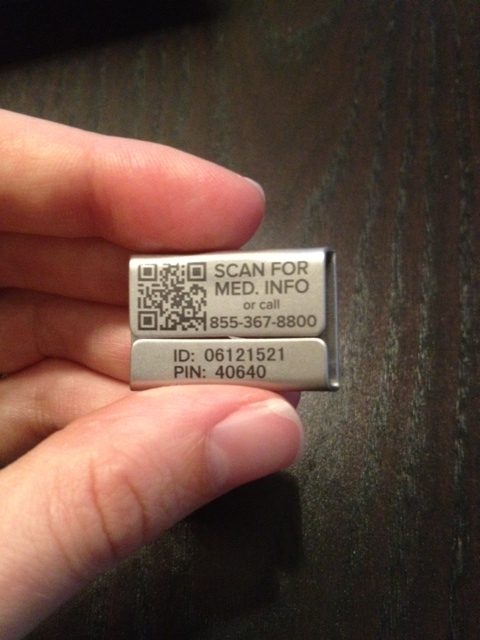 SCAN FOR
MED. INFO
or call
855-367-8800
ID: 06121521
PIN: 40640